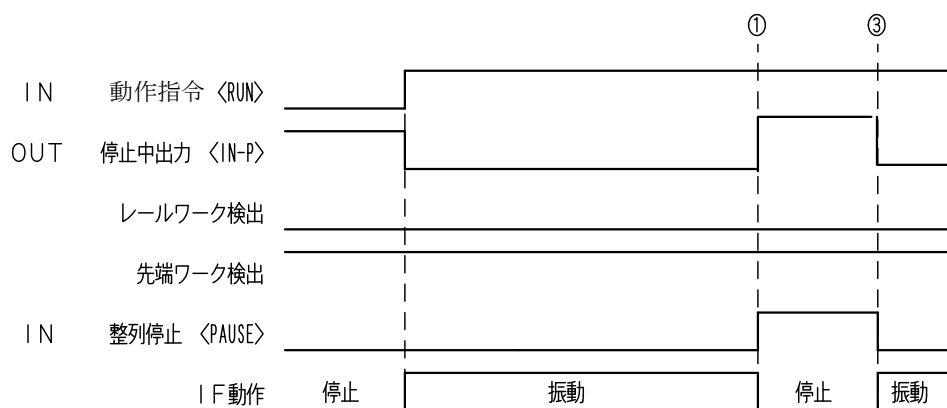 ① ③
IN 動作指令 〈RUN〉
OUT 停止中出力 〈IN-P〉
レールワーク検出
先端ワーク検出
IN 整列停止 〈PAUSE〉
IF動作 停止 振動 停止 振動